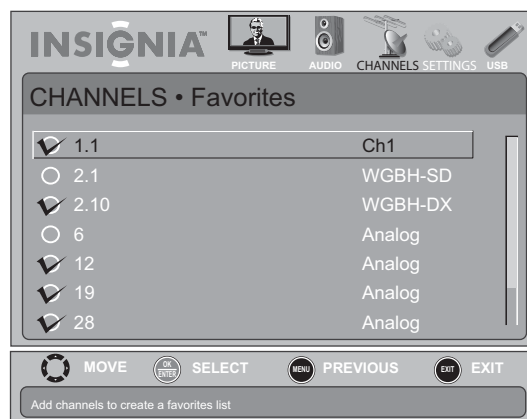 INSIGNIA™
PICTURE AUDIO CHANNELS SETTINGS USB
CHANNELS • Favorites
1.1 Ch1
2.1 WGBH-SD
2.10 WGBH-DX
6 Analog
12 Analog
19 Analog
28 Analog
MOVE OK ENTER SELECT MENU PREVIOUS EXIT EXIT
Add channels to create a favorites list